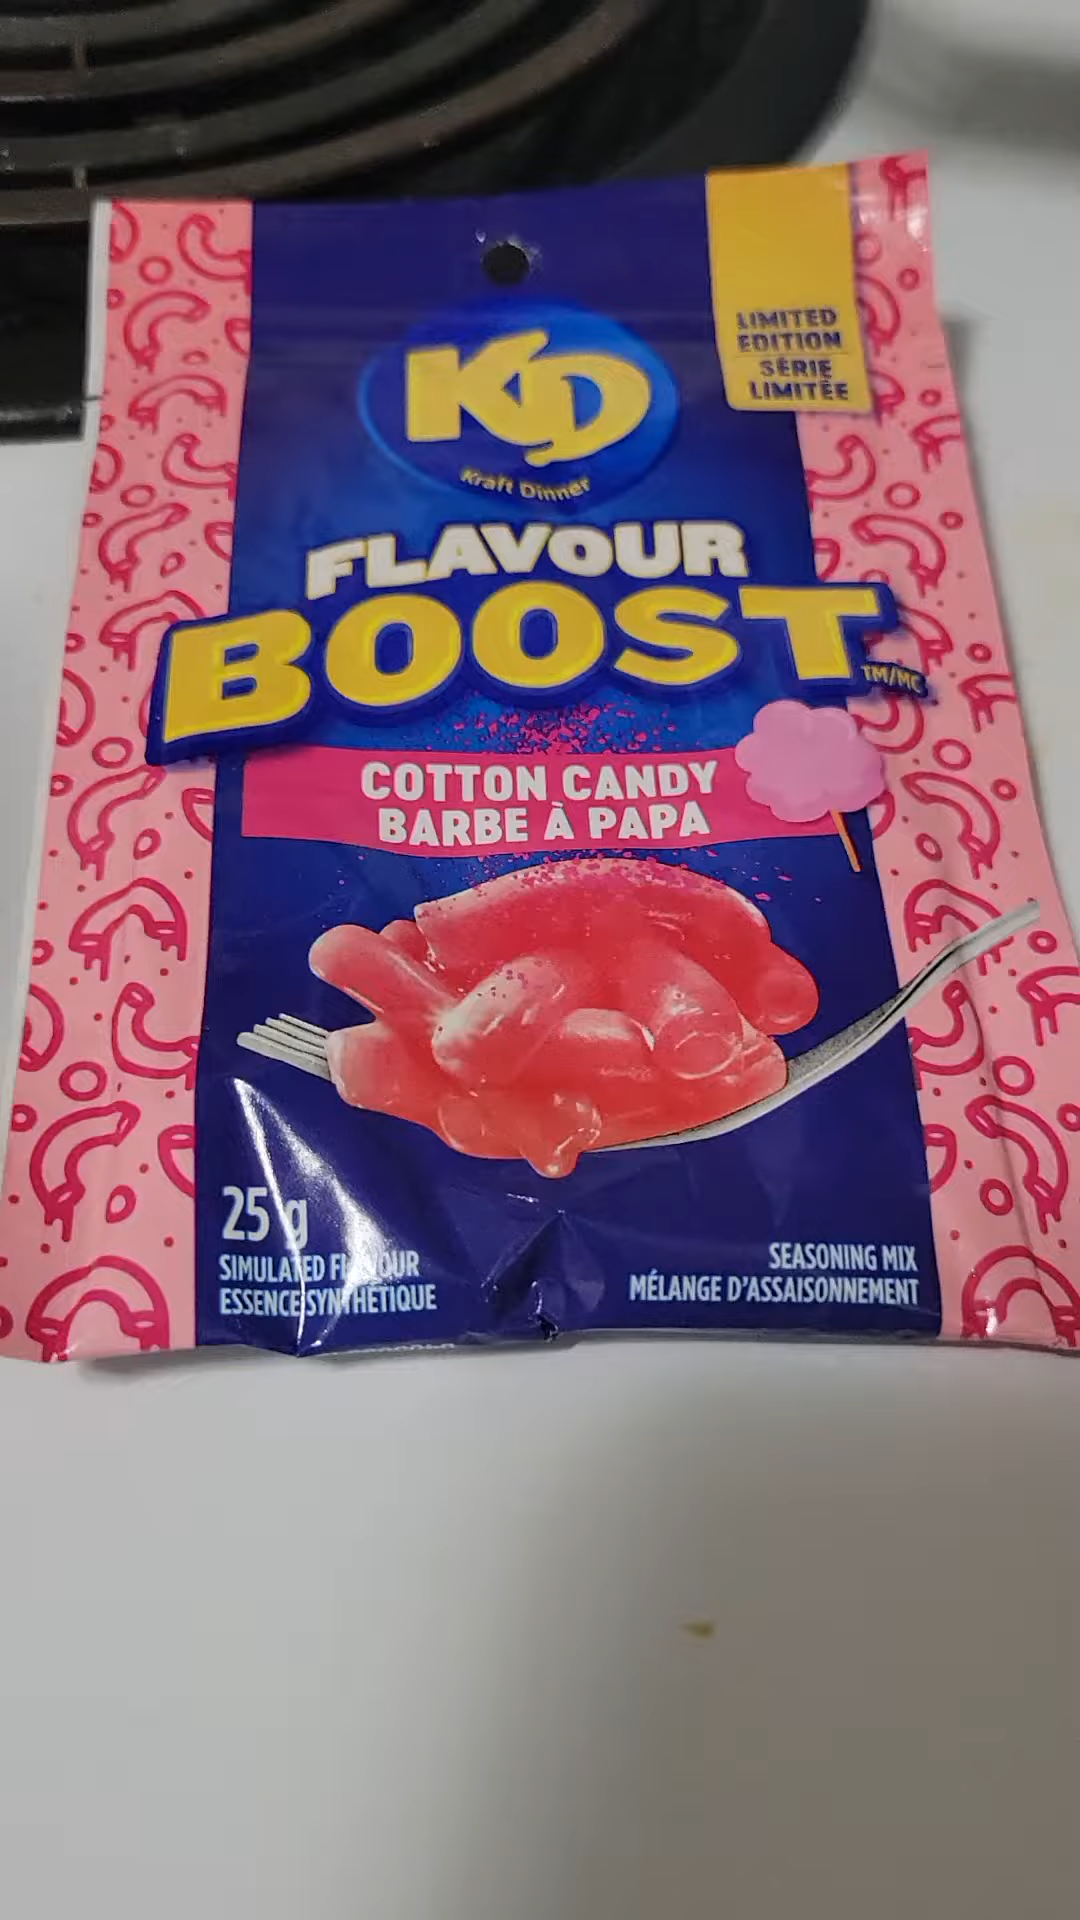 LIMITED
EDITION
SÉRIE
LIMITÉE
KD
Kraft Dinner
FLAVOUR
BOOST
TM/MC
COTTON CANDY
BARBE À PAPA
25 g
SIMULATED FLAVOUR
ESSENCE SYNTHÉTIQUE
SEASONING MIX
MÉLANGE D'ASSAISONNEMENT